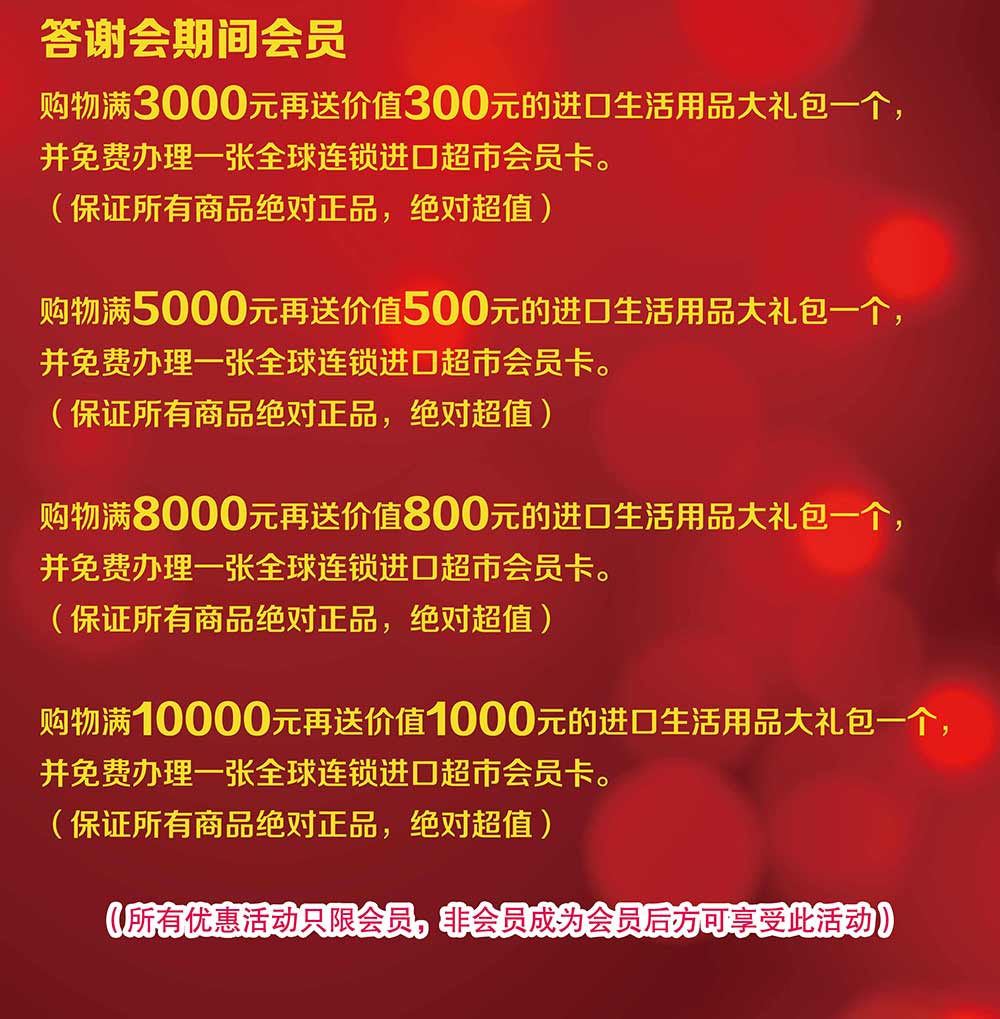 答谢会期间会员
购物满3000元再送价值300元的进口生活用品大礼包一个，
并免费办理一张全球连锁进口超市会员卡。
（保证所有商品绝对正品，绝对超值）
购物满5000元再送价值500元的进口生活用品大礼包一个，
并免费办理一张全球连锁进口超市会员卡。
（保证所有商品绝对正品，绝对超值）
购物满8000元再送价值800元的进口生活用品大礼包一个，
并免费办理一张全球连锁进口超市会员卡。
（保证所有商品绝对正品，绝对超值）
购物满10000元再送价值1000元的进口生活用品大礼包一个，
并免费办理一张全球连锁进口超市会员卡。
（保证所有商品绝对正品，绝对超值）
（所有优惠活动只限会员，非会员成为会员后方可享受此活动）